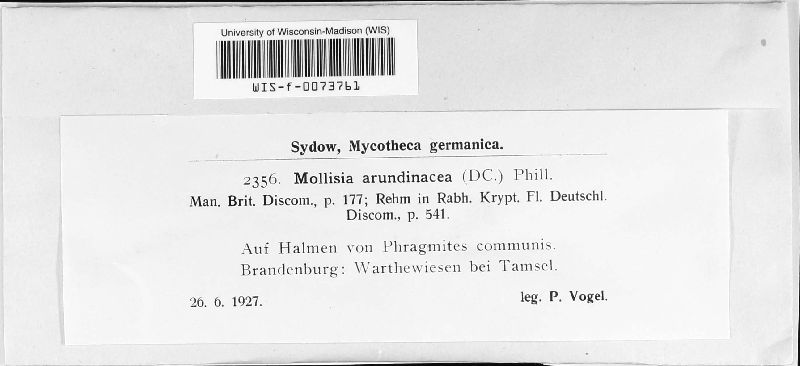 University of Wisconsin-Madison (WIS)
WIS-f-0073761
Sydow, Mycotheca germanica.
2356. Mollisia arundinacea (DC.) Phill.
Man. Brit. Discom., p. 177; Rehm in Rabh. Krypt. Fl. Deutschl.
Discom., p. 541.
Auf Halmen von Phragmites communis.
Brandenburg: Warthewiesen bei Tamsel.
26. 6. 1927.
leg. P. Vogel.